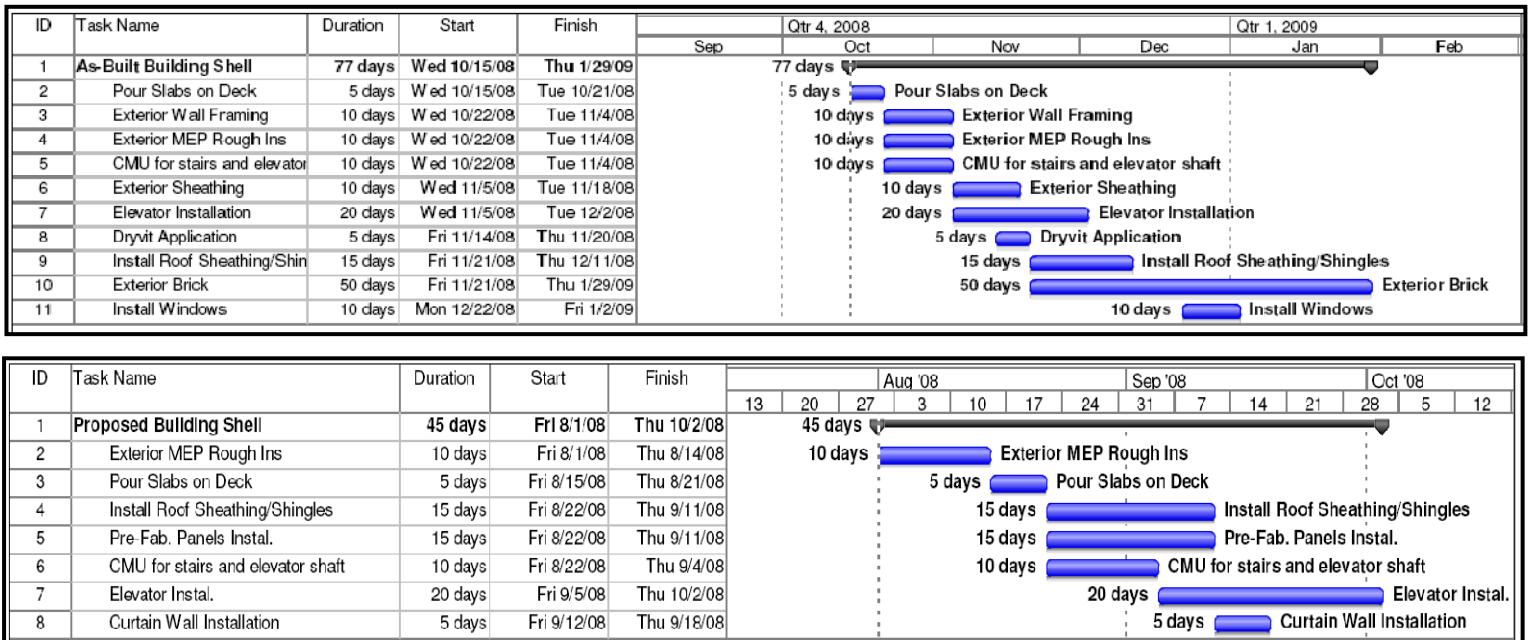 ID Task Name Duration Start Finish Qtr 4, 2008 Qtr 1, 2009
Sep Oct Nov Dec Jan Feb
1 As-Built Building Shell 77 days Wed 10/15/08 Thu 1/29/09 77 days
2 Pour Slabs on Deck 5 days Wed 10/15/08 Tue 10/21/08 5 days Pour Slabs on Deck
3 Exterior Wall Framing 10 days Wed 10/22/08 Tue 11/4/08 10 days Exterior Wall Framing
4 Exterior MEP Rough Ins 10 days Wed 10/22/08 Tue 11/4/08 10 days Exterior MEP Rough Ins
5 CMU for stairs and elevator 10 days Wed 10/22/08 Tue 11/4/08 10 days CMU for stairs and elevator shaft
6 Exterior Sheathing 10 days Wed 11/5/08 Tue 11/18/08 10 days Exterior Sheathing
7 Elevator Installation 20 days Wed 11/5/08 Tue 12/2/08 20 days Elevator Installation
8 Dryvit Application 5 days Fri 11/14/08 Thu 11/20/08 5 days Dryvit Application
9 Install Roof Sheathing/Shin 15 days Fri 11/21/08 Thu 12/11/08 15 days Install Roof Sheathing/Shingles
10 Exterior Brick 50 days Fri 11/21/08 Thu 1/29/09 50 days Exterior Brick
11 Install Windows 10 days Mon 12/22/08 Fri 1/2/09 10 days Install Windows
ID Task Name Duration Start Finish Aug '08 Sep '08 Oct '08
13 20 27 3 10 17 24 31 7 14 21 28 5 12
1 Proposed Building Shell 45 days Fri 8/1/08 Thu 10/2/08 45 days
2 Exterior MEP Rough Ins 10 days Fri 8/1/08 Thu 8/14/08 10 days Exterior MEP Rough Ins
3 Pour Slabs on Deck 5 days Fri 8/15/08 Thu 8/21/08 5 days Pour Slabs on Deck
4 Install Roof Sheathing/Shingles 15 days Fri 8/22/08 Thu 9/11/08 15 days Install Roof Sheathing/Shingles
5 Pre-Fab. Panels Instal. 15 days Fri 8/22/08 Thu 9/11/08 15 days Pre-Fab. Panels Instal.
6 CMU for stairs and elevator shaft 10 days Fri 8/22/08 Thu 9/4/08 10 days CMU for stairs and elevator shaft
7 Elevator Instal. 20 days Fri 9/5/08 Thu 10/2/08 20 days Elevator Instal.
8 Curtain Wall Installation 5 days Fri 9/12/08 Thu 9/18/08 5 days Curtain Wall Installation